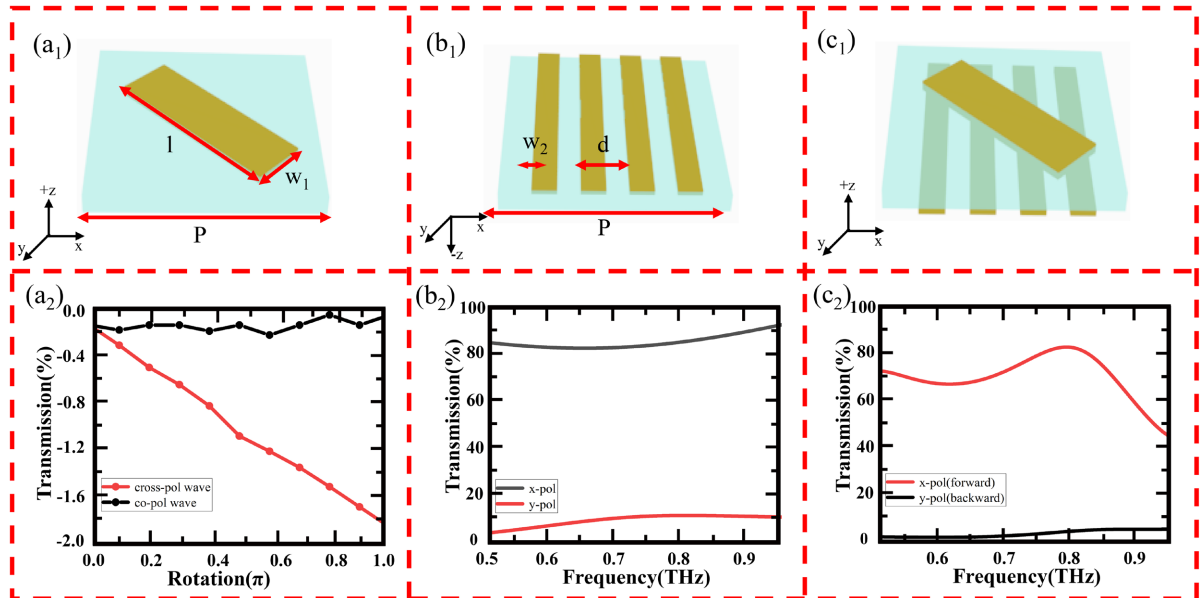 (a₁)
l
w₁
+z
y
x
P
(b₁)
w₂
d
x
y
-z
P
(c₁)
+z
y
x
(a₂)
Transmission(%)
0.0
-0.4
-0.8
-1.2
-1.6
-2.0
cross-pol wave
co-pol wave
0.0 0.2 0.4 0.6 0.8 1.0
Rotation(π)
(b₂)
Transmission(%)
100
80
60
40
20
0
x-pol
y-pol
0.5 0.6 0.7 0.8 0.9
Frequency(THz)
(c₂)
Transmission(%)
100
80
60
40
20
0
x-pol(forward)
y-pol(backward)
0.6 0.7 0.8 0.9
Frequency(THz)